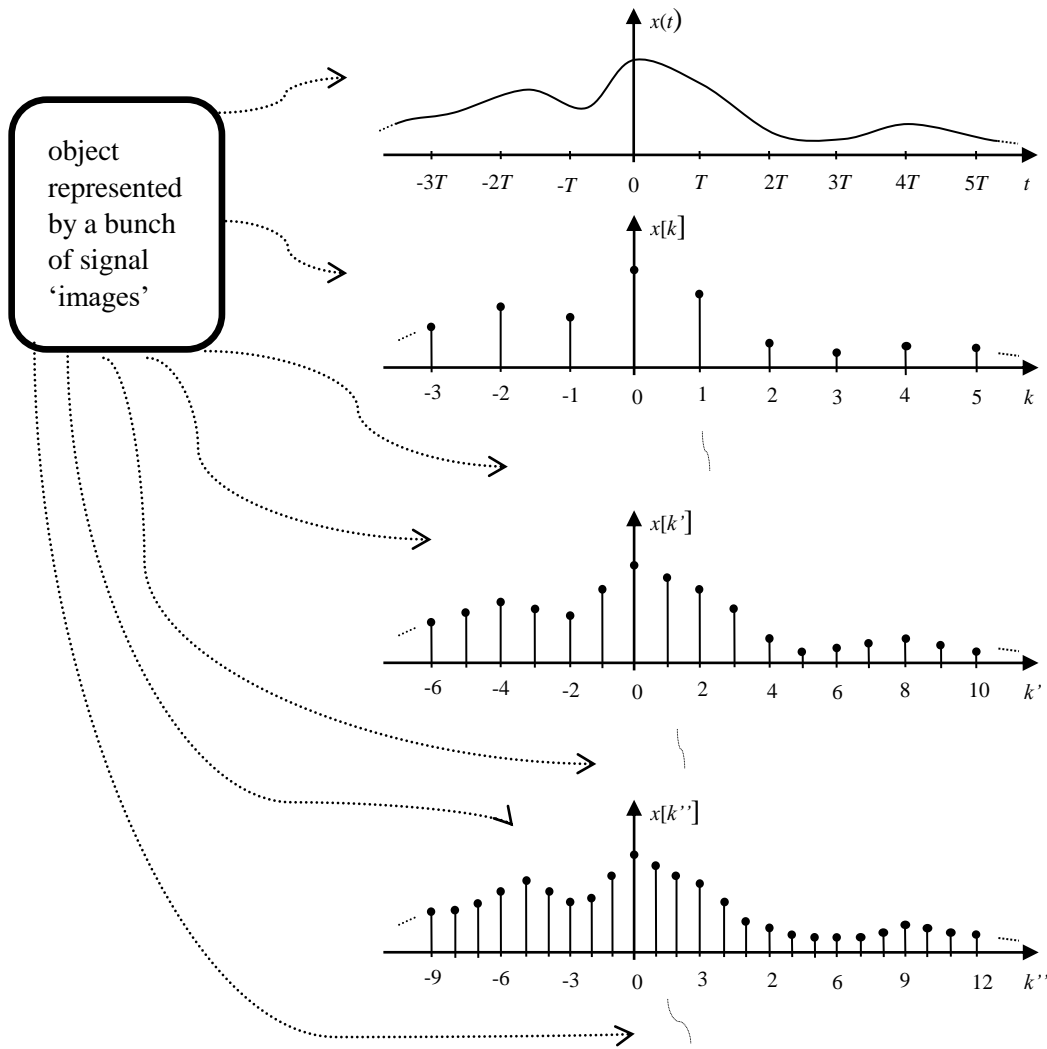 object
represented
by a bunch
of signal
‘images’
x(t)
-3T -2T -T 0 T 2T 3T 4T 5T t
x[k]
-3 -2 -1 0 1 2 3 4 5 k
x[k’]
-6 -4 -2 0 2 4 6 8 10 k’
x[k’’]
-9 -6 -3 0 3 2 6 9 12 k’’